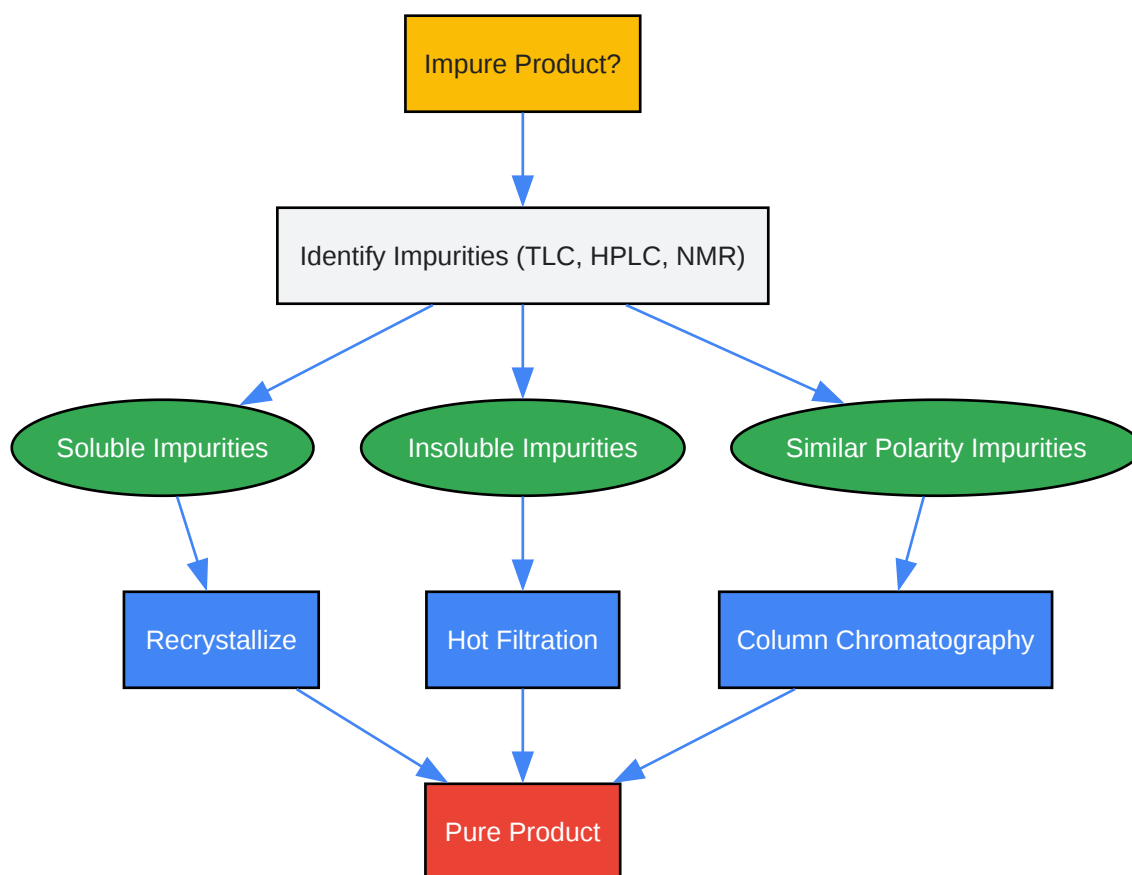 Impure Product?
Identify Impurities (TLC, HPLC, NMR)
Soluble Impurities
Insoluble Impurities
Similar Polarity Impurities
Recrystallize
Hot Filtration
Column Chromatography
Pure Product